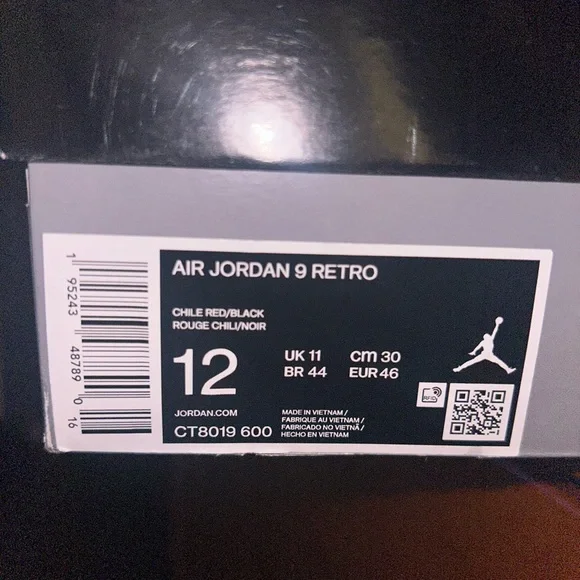 AIR JORDAN 9 RETRO
CHILE RED/BLACK
ROUGE CHILI/NOIR
12
UK 11 cm 30
BR 44 EUR 46
JORDAN.COM
CT8019 600
MADE IN VIETNAM /
FABRIQUE AU VIETNAM /
FABRICADO NO VIETNÃ /
HECHO EN VIETNAM
RFID
1 95243 48789 0 16